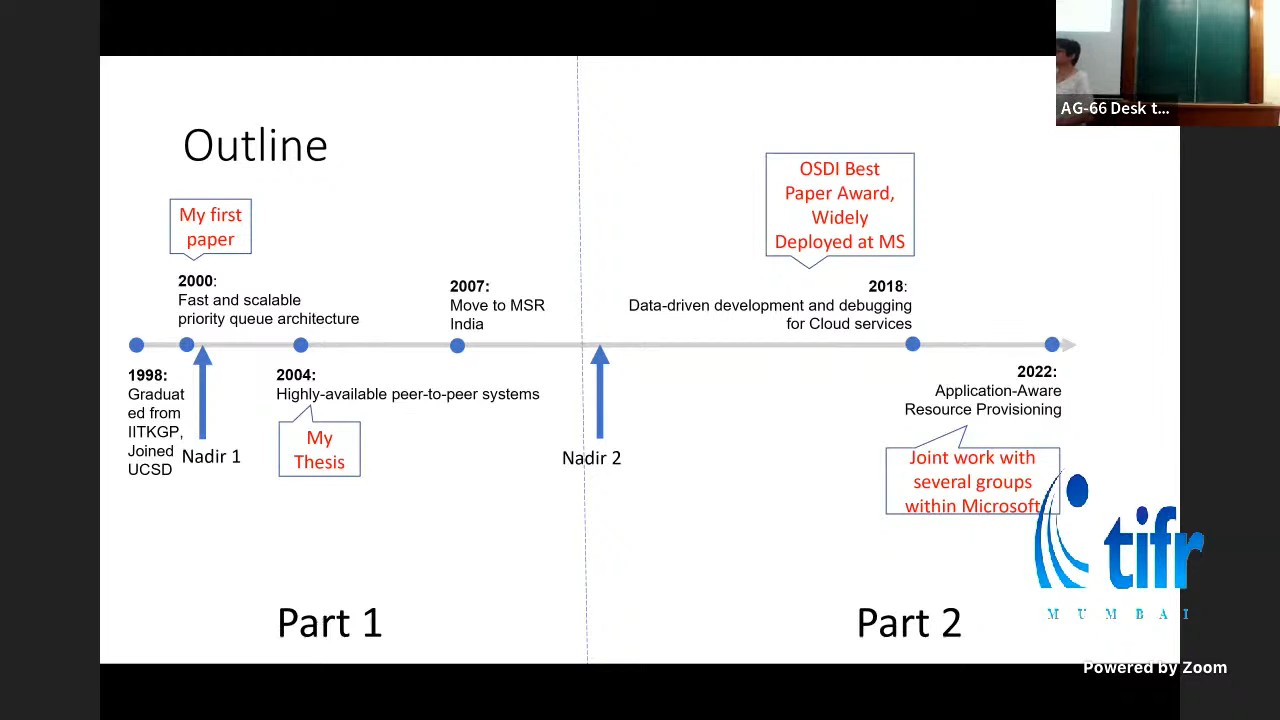 AG-66 Desk t...
Outline
My first
paper
OSDI Best
Paper Award,
Widely
Deployed at MS
2000:
Fast and scalable
priority queue architecture
2007:
Move to MSR
India
2018:
Data-driven development and debugging
for Cloud services
1998:
Graduat
ed from
IITKGP,
Joined
UCSD
Nadir 1
2004:
Highly-available peer-to-peer systems
My
Thesis
Nadir 2
2022:
Application-Aware
Resource Provisioning
Joint work with
several groups
within Microsoft
tifr
MUMBAI
Part 1
Part 2
Powered by Zoom